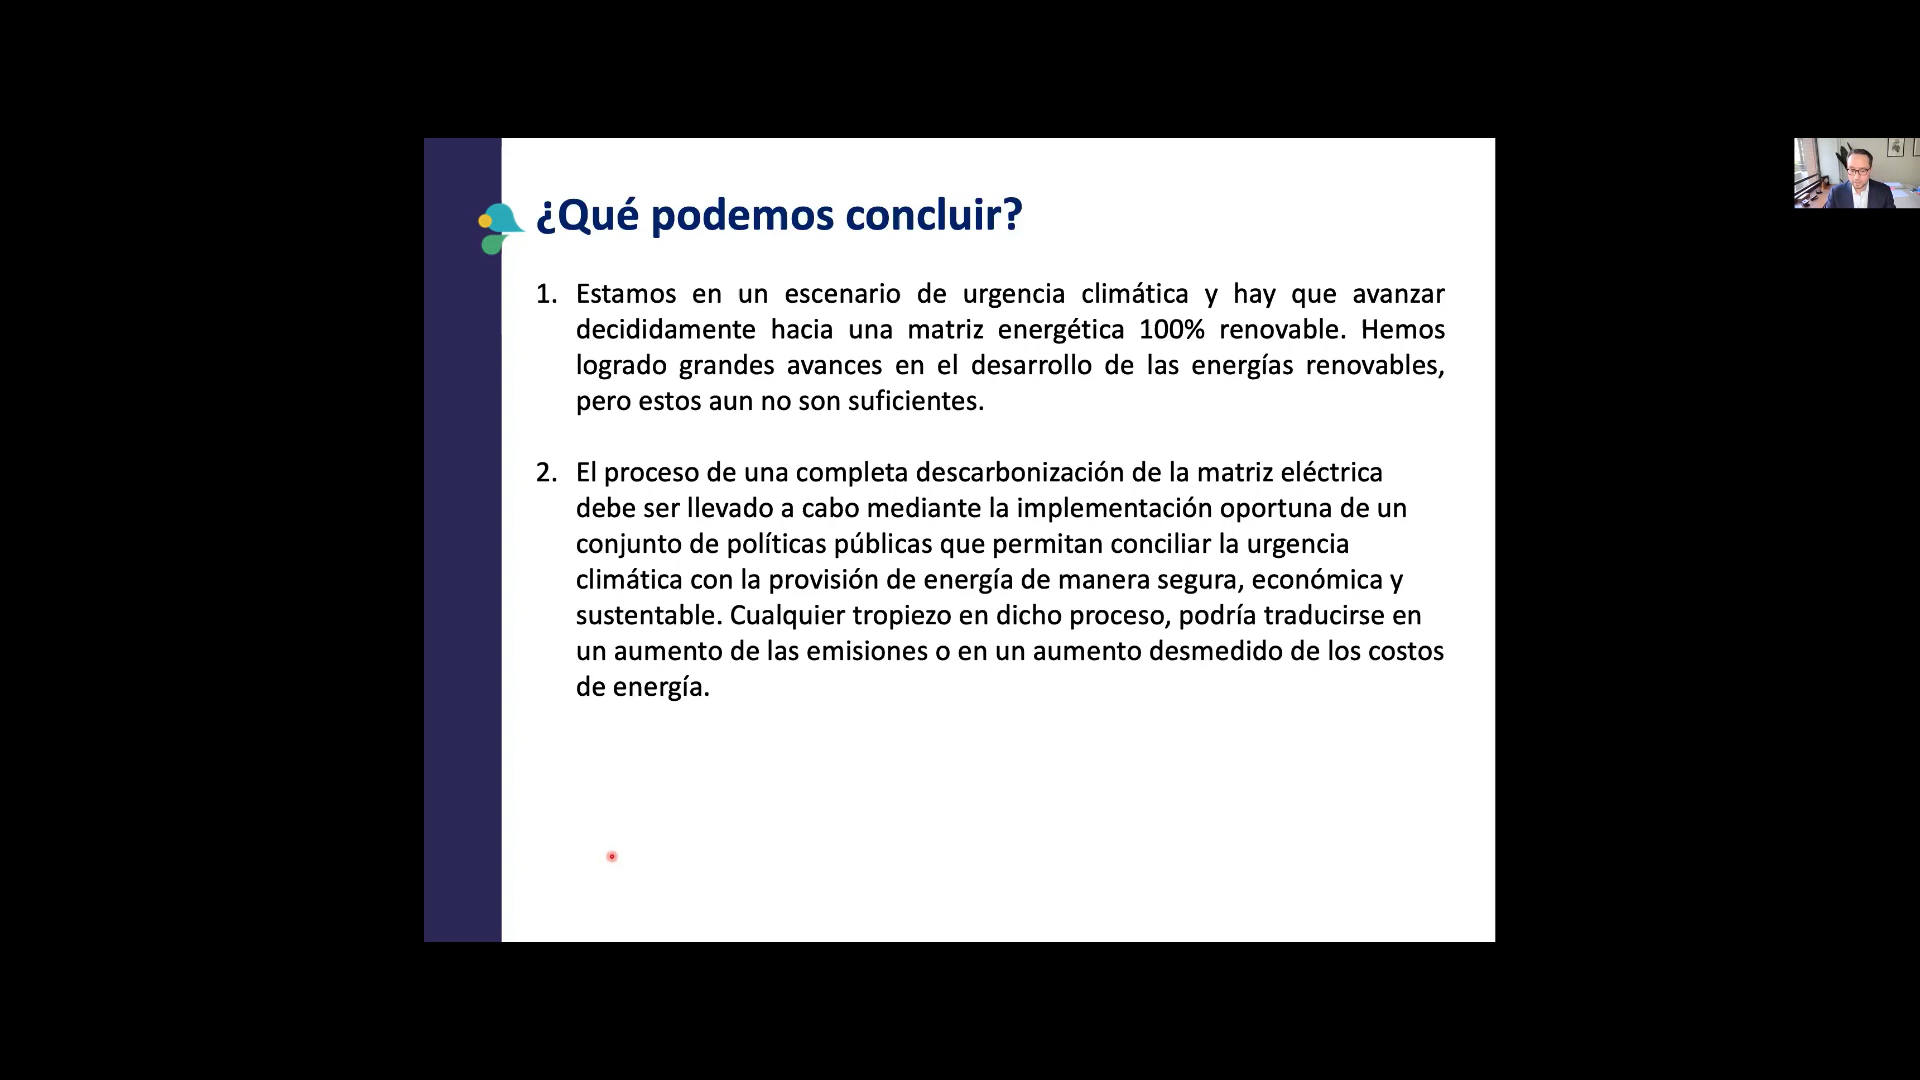 ¿Qué podemos concluir?
1. Estamos en un escenario de urgencia climática y hay que avanzar
decididamente hacia una matriz energética 100% renovable. Hemos
logrado grandes avances en el desarrollo de las energías renovables,
pero estos aun no son suficientes.
2. El proceso de una completa descarbonización de la matriz eléctrica
debe ser llevado a cabo mediante la implementación oportuna de un
conjunto de políticas públicas que permitan conciliar la urgencia
climática con la provisión de energía de manera segura, económica y
sustentable. Cualquier tropiezo en dicho proceso, podría traducirse en
un aumento de las emisiones o en un aumento desmedido de los costos
de energía.